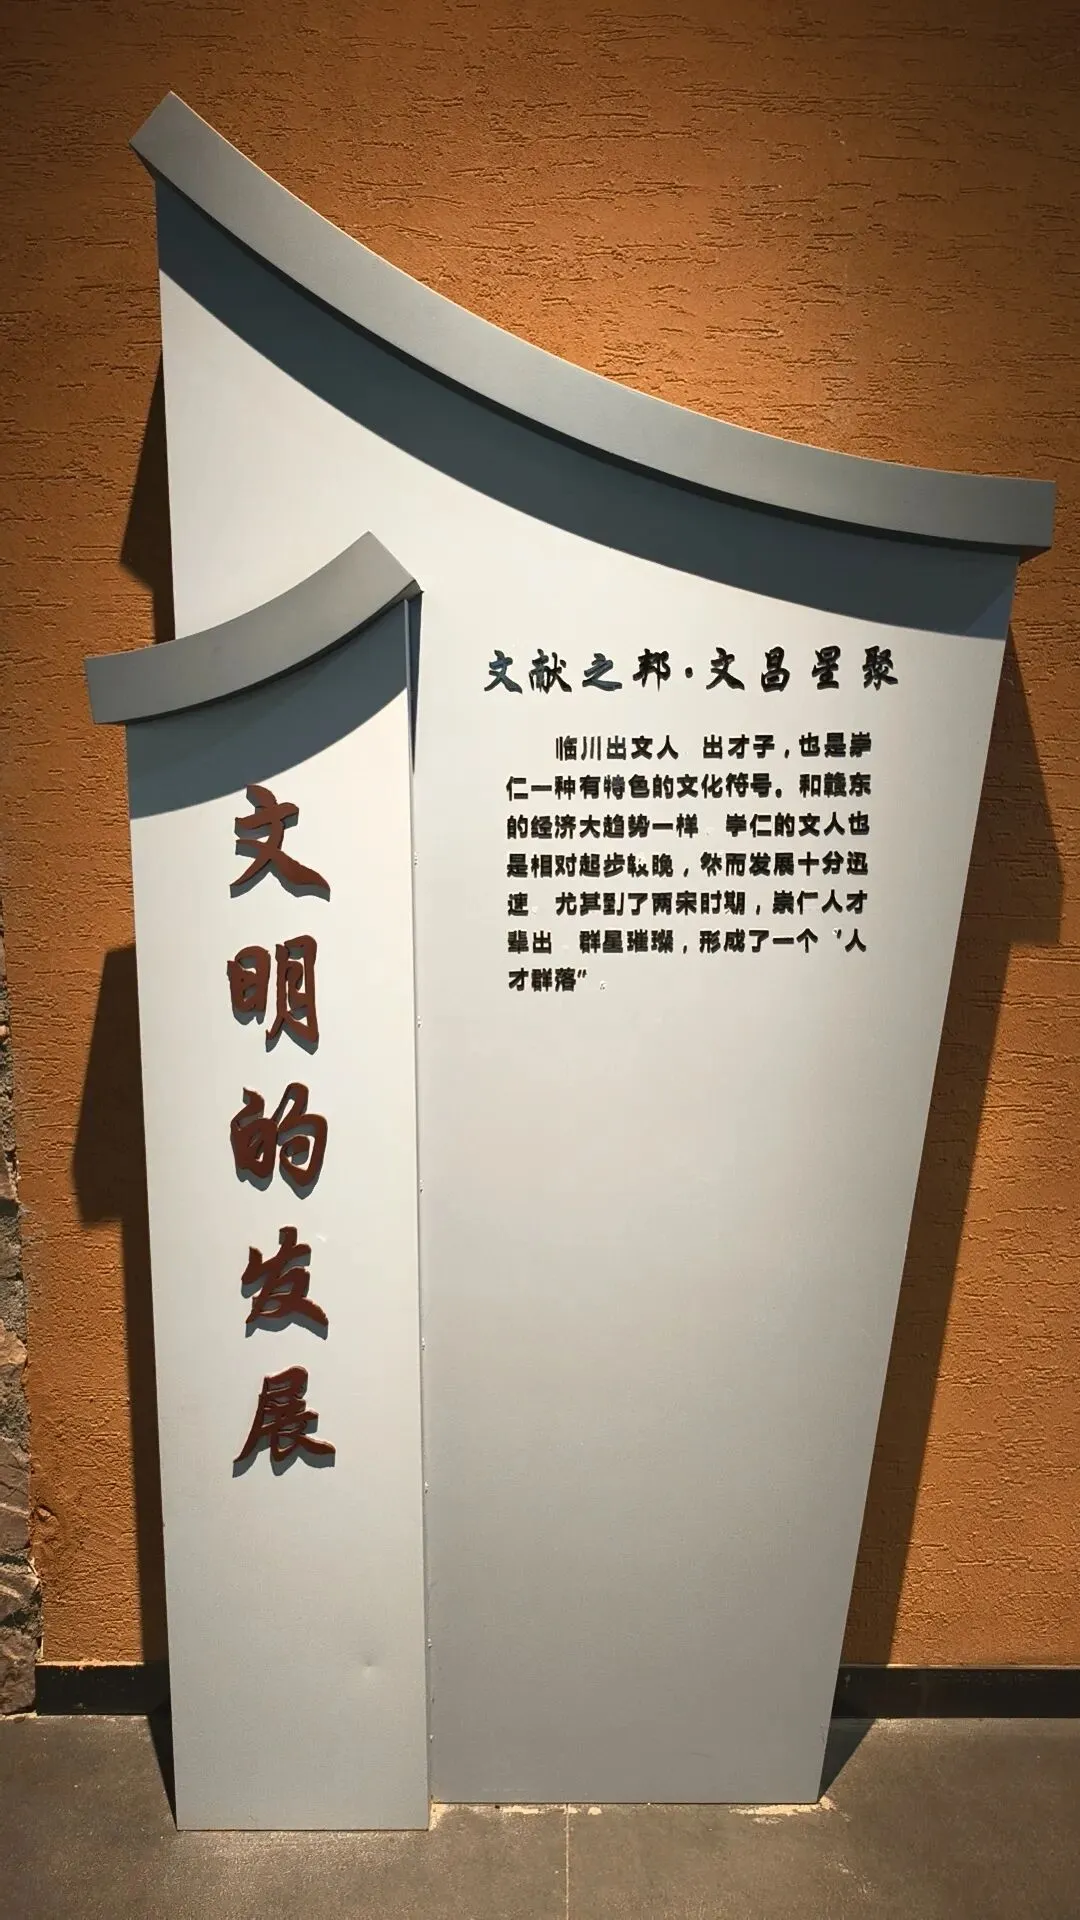 文明的发展
文献之邦·文昌星聚
临川出文人 出才子，也是崇
仁一种有特色的文化符号。和赣东
的经济大趋势一样 崇仁的文人也
是相对起步较晚，然而发展十分迅
速 尤其到了两宋时期，崇仁人才
辈出 群星璀璨，形成了一个“人
才群落”。